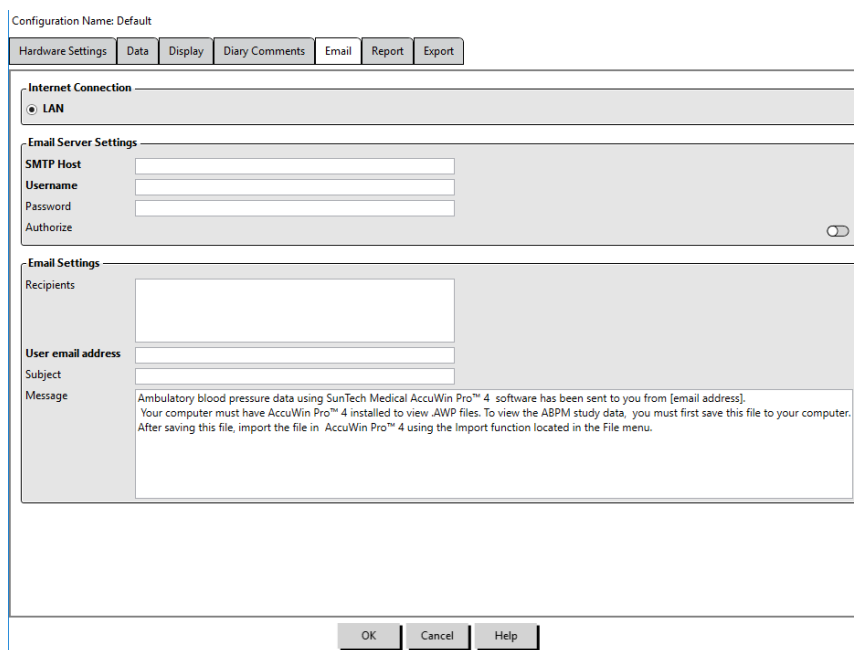 Configuration Name: Default
Hardware Settings Data Display Diary Comments Email Report Export
Internet Connection
LAN
Email Server Settings
SMTP Host
Username
Password
Authorize
Email Settings
Recipients
User email address
Subject
Message
Ambulatory blood pressure data using SunTech Medical AccuWin Pro™ 4 software has been sent to you from [email address].
Your computer must have AccuWin Pro™ 4 installed to view .AWP files. To view the ABPM study data, you must first save this file to your computer.
After saving this file, import the file in AccuWin Pro™ 4 using the Import function located in the File menu.
OK Cancel Help